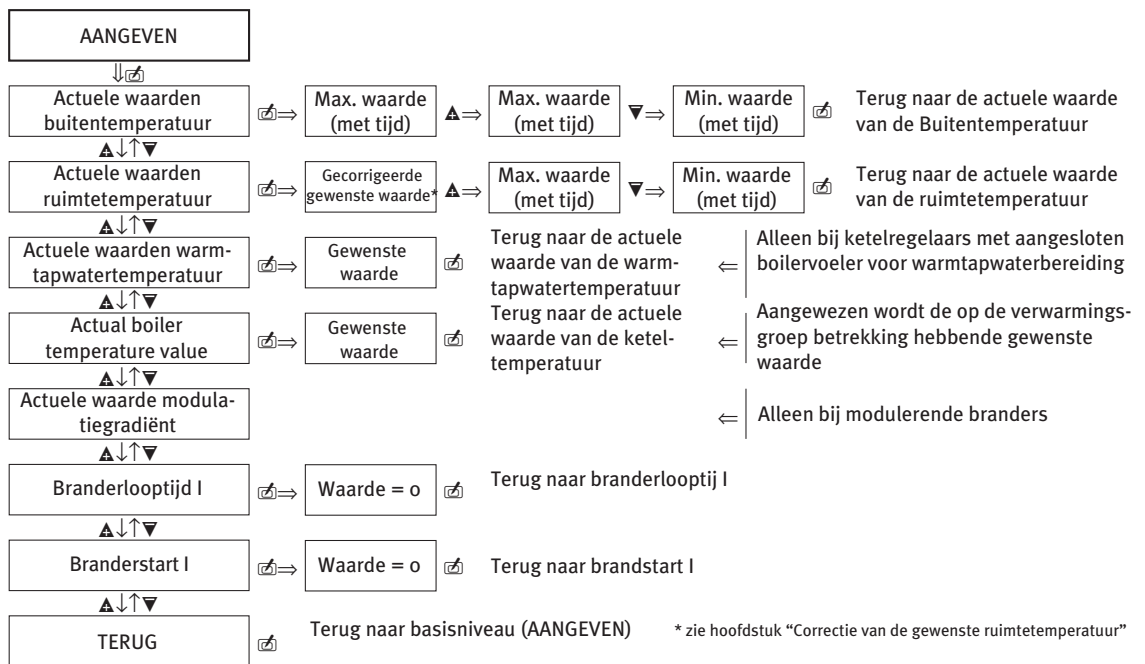 AANGEVEN
Actuele waarden
buitentemperatuur
Max. waarde
(met tijd)
Max. waarde
(met tijd)
Min. waarde
(met tijd)
Terug naar de actuele waarde
van de Buitentemperatuur
Actuele waarden
ruimtetemperatuur
Gecorrigeerde
gewenste waarde*
Max. waarde
(met tijd)
Min. waarde
(met tijd)
Terug naar de actuele waarde
van de ruimtetemperatuur
Actuele waarden warm-
tapwatertemperatuur
Gewenste
waarde
Terug naar de actuele
waarde van de warm-
tapwatertemperatuur
Alleen bij ketelregelaars met aangesloten
boilervoeler voor warmtapwaterbereiding
Actual boiler
temperature value
Gewenste
waarde
Terug naar de actuele
waarde van de ketel-
temperatuur
Aangewezen wordt de op de verwarmings-
groep betrekking hebbende gewenste
waarde
Actuele waarde modula-
tiegradiënt
Alleen bij modulerende branders
Branderlooptijd I
Waarde = 0
Terug naar branderlooptij I
Branderstart I
Waarde = 0
Terug naar brandstart I
TERUG
Terug naar basisniveau (AANGEVEN)
* zie hoofdstuk “Correctie van de gewenste ruimtetemperatuur”